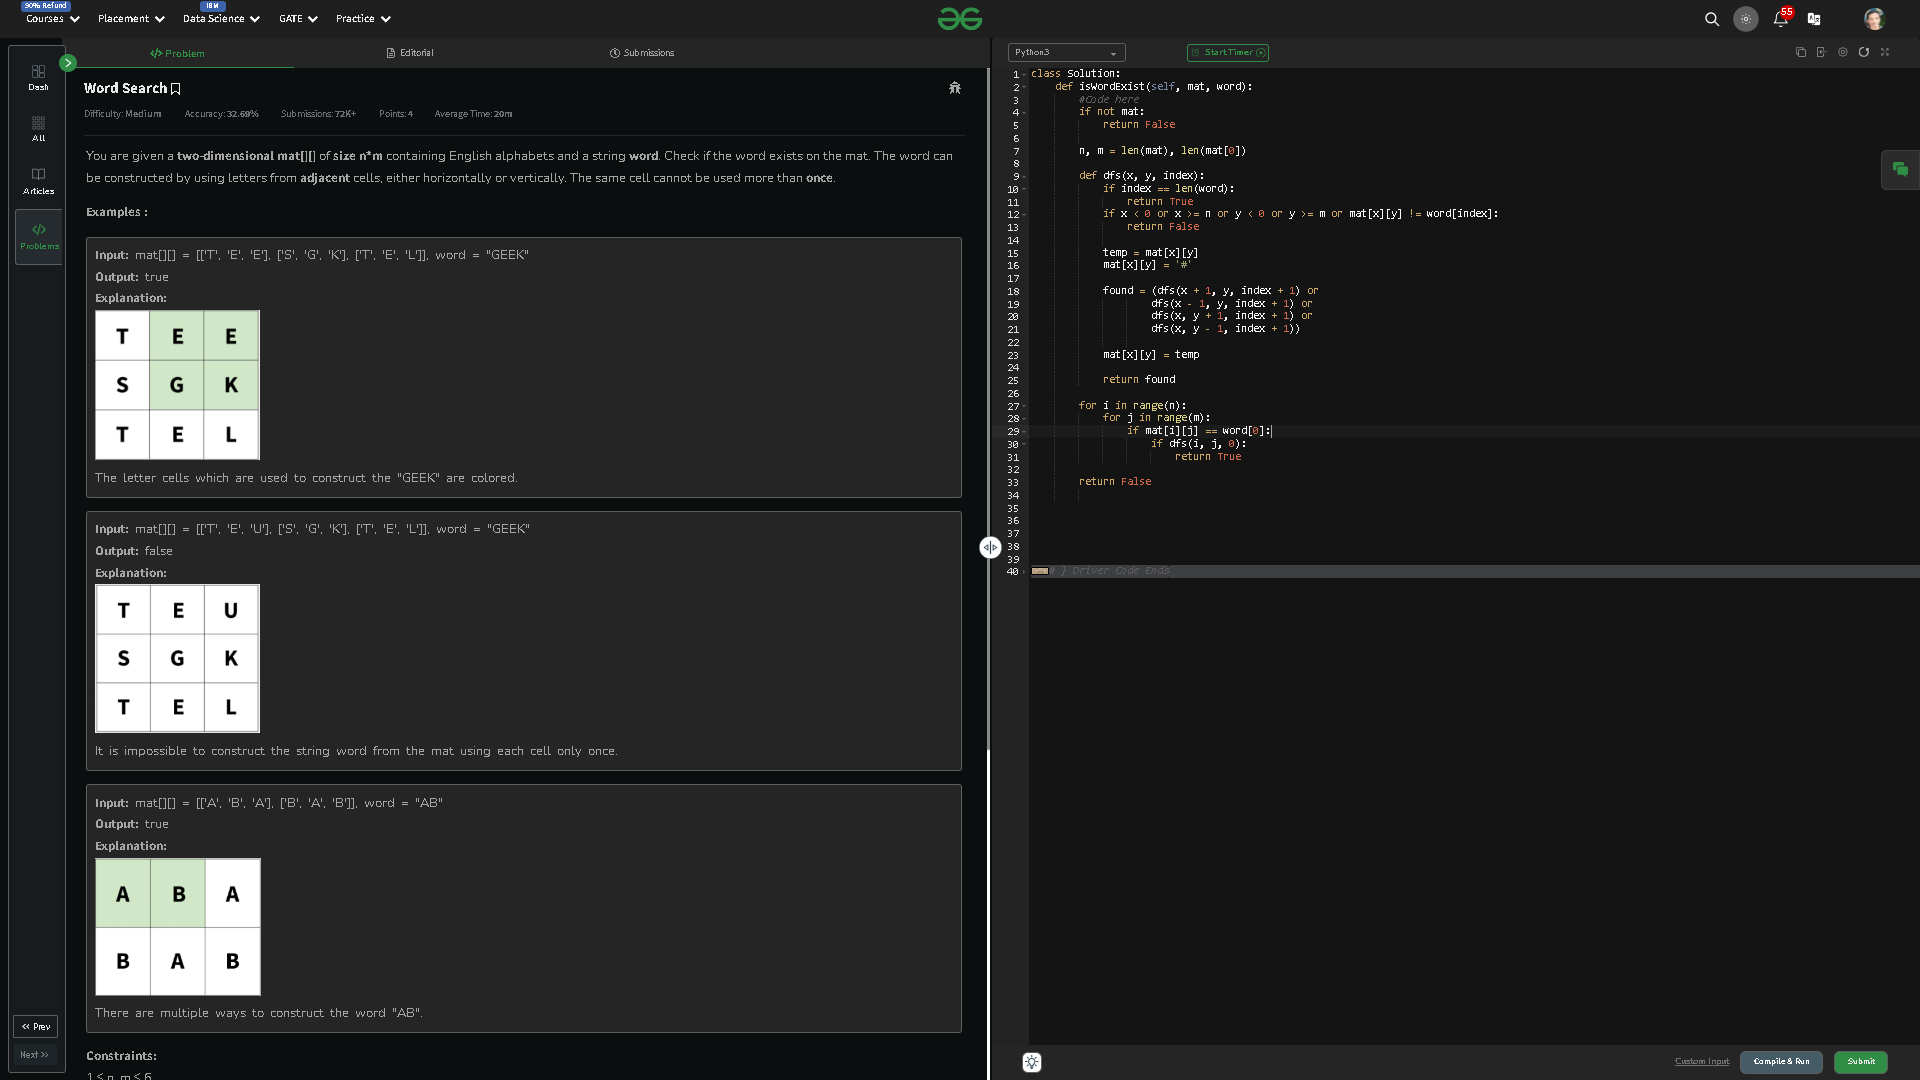 90% Refund
IBM
Courses
Placement
Data Science
GATE
Practice
55
Dash
All
Articles
Problems
<< Prev
Next >>
</> Problem
Editorial
Submissions
Word Search
Difficulty: Medium
Accuracy: 32.69%
Submissions: 72K+
Points: 4
Average Time: 20m
You are given a two-dimensional mat[][] of size n*m containing English alphabets and a string word. Check if the word exists on the mat. The word can
be constructed by using letters from adjacent cells, either horizontally or vertically. The same cell cannot be used more than once.
Examples :
Input: mat[][] = [['T', 'E', 'E'], ['S', 'G', 'K'], ['T', 'E', 'L']], word = "GEEK"
Output: true
Explanation:
T E E
S G K
T E L
The letter cells which are used to construct the "GEEK" are colored.
Input: mat[][] = [['T', 'E', 'U'], ['S', 'G', 'K'], ['T', 'E', 'L']], word = "GEEK"
Output: false
Explanation:
T E U
S G K
T E L
It is impossible to construct the string word from the mat using each cell only once.
Input: mat[][] = [['A', 'B', 'A'], ['B', 'A', 'B']], word = "AB"
Output: true
Explanation:
A B A
B A B
There are multiple ways to construct the word "AB".
Constraints:
1 ≤ n, m ≤ 6
Python3
Start Timer
1 class Solution:
2 def isWordExist(self, mat, word):
3 #Code here
4 if not mat:
5 return False
6
7 n, m = len(mat), len(mat[0])
8
9 def dfs(x, y, index):
10 if index == len(word):
11 return True
12 if x < 0 or x >= n or y < 0 or y >= m or mat[x][y] != word[index]:
13 return False
14
15 temp = mat[x][y]
16 mat[x][y] = '#'
17
18 found = (dfs(x + 1, y, index + 1) or
19 dfs(x - 1, y, index + 1) or
20 dfs(x, y + 1, index + 1) or
21 dfs(x, y - 1, index + 1))
22
23 mat[x][y] = temp
24
25 return found
26
27 for i in range(n):
28 for j in range(m):
29 if mat[i][j] == word[0]:
30 if dfs(i, j, 0):
31 return True
32
33 return False
34
35
36
37
38
39
40 # } Driver Code Ends
Custom Input
Compile & Run
Submit